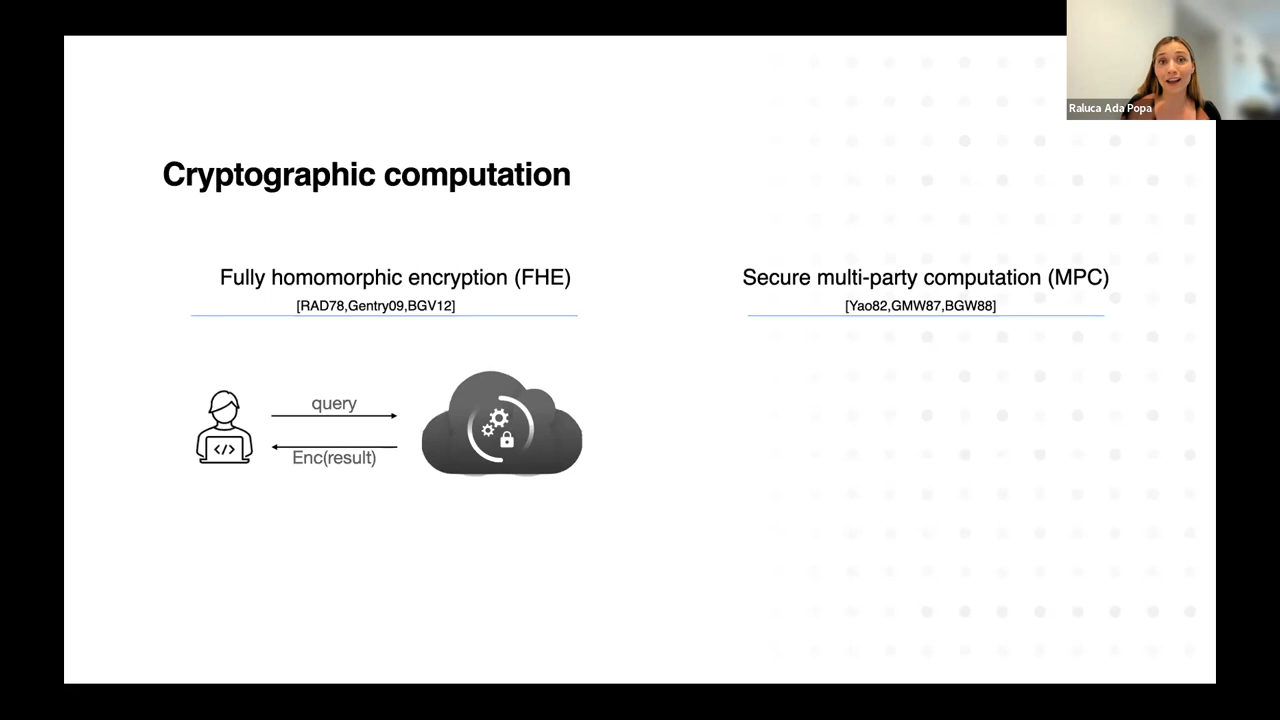 Raluca Ada Popa
Cryptographic computation
Fully homomorphic encryption (FHE)
[RAD78,Gentry09,BGV12]
Secure multi-party computation (MPC)
[Yao82,GMW87,BGW88]
query
</>
Enc(result)